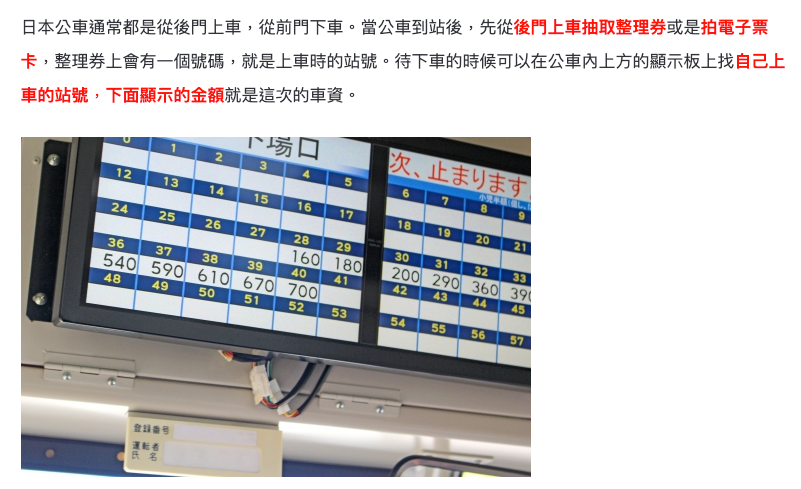 日本公車通常都是從後門上車，從前門下車。當公車到站後，先從後門上車抽取整理券或是拍電子票
卡，整理券上會有一個號碼，就是上車時的站號。待下車的時候可以在公車內上方的顯示板上找自己上
車的站號，下面顯示的金額就是這次的車資。
下場口
次、止まります
0 1 2 3 4 5
6 7 8 9
12 13 14 15 16 17
18 19 20 21
24 25 26 27 28 29
160 180
30 31 32 33
200 290 360 390
36 37 38 39 40 41
540 590 610 670 700
42 43 44 45
48 49 50 51 52 53
54 55 56 57
登録番号
運転者
氏 名